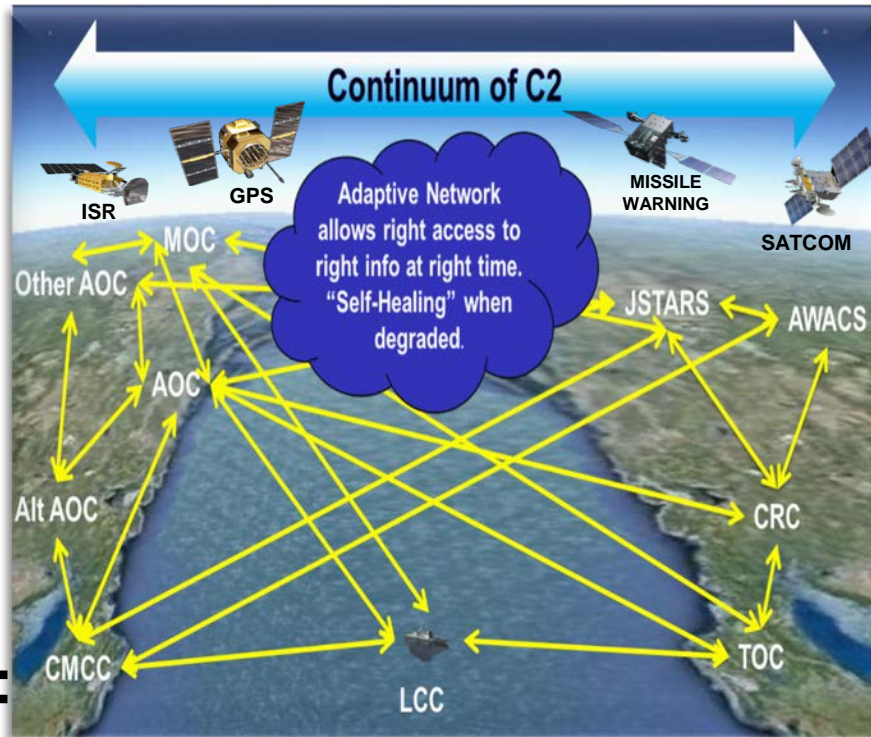 Continuum of C2
ISR
GPS
MISSILE
WARNING
SATCOM
Adaptive Network
allows right access to
right info at right time.
“Self-Healing” when
degraded.
MOC
Other AOC
JSTARS
AWACS
AOC
Alt AOC
CRC
CMCC
LCC
TOC